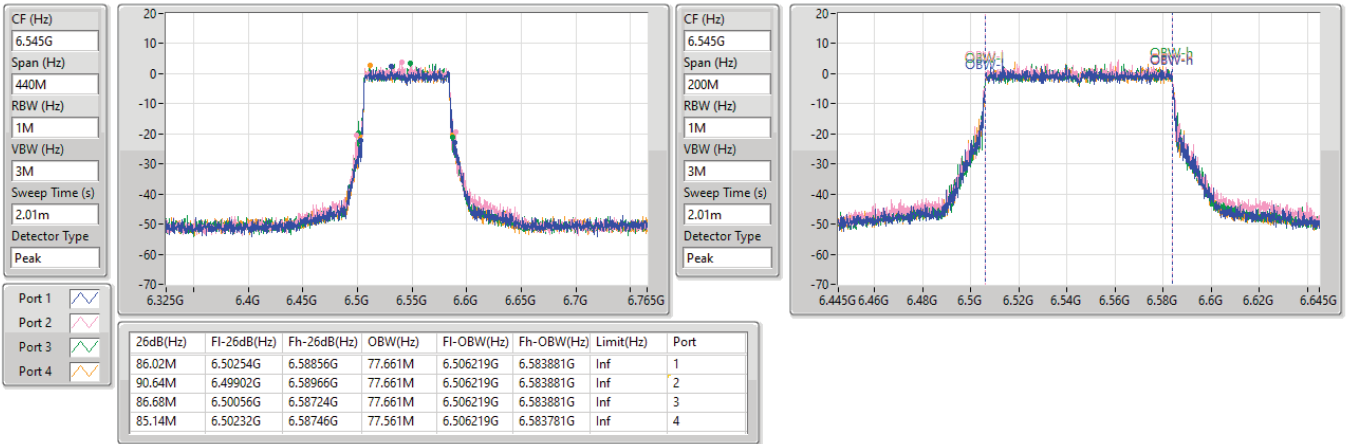 CF (Hz)
6.545G
Span (Hz)
440M
RBW (Hz)
1M
VBW (Hz)
3M
Sweep Time (s)
2.01m
Detector Type
Peak
20
10
0
-10
-20
-30
-40
-50
-60
-70
6.325G 6.4G 6.45G 6.5G 6.55G 6.6G 6.65G 6.7G 6.765G
CF (Hz)
6.545G
Span (Hz)
200M
RBW (Hz)
1M
VBW (Hz)
3M
Sweep Time (s)
2.01m
Detector Type
Peak
20
10
0
-10
-20
-30
-40
-50
-60
-70
OBW-l OBW-h
OBW-l OBW-h
6.445G 6.46G 6.48G 6.5G 6.52G 6.54G 6.56G 6.58G 6.6G 6.62G 6.645G
Port 1
Port 2
Port 3
Port 4
26dB(Hz) Fl-26dB(Hz) Fh-26dB(Hz) OBW(Hz) Fl-OBW(Hz) Fh-OBW(Hz) Limit(Hz) Port
86.02M 6.50254G 6.58856G 77.661M 6.506219G 6.583881G Inf 1
90.64M 6.49902G 6.58966G 77.661M 6.506219G 6.583881G Inf 2
86.68M 6.50056G 6.58724G 77.661M 6.506219G 6.583881G Inf 3
85.14M 6.50232G 6.58746G 77.561M 6.506219G 6.583781G Inf 4